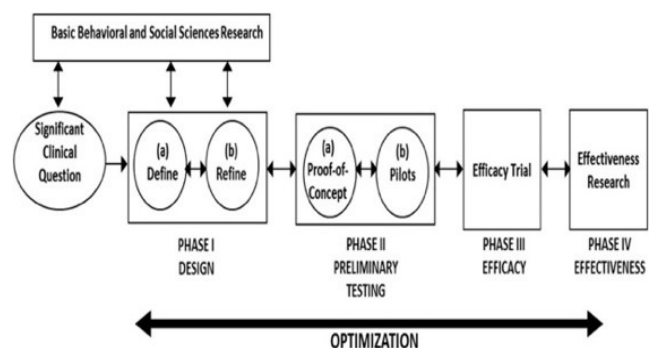 Basic Behavioral and Social Sciences Research
Significant
Clinical
Question
(a)
Define
(b)
Refine
(a)
Proof-of-
Concept
(b)
Pilots
Efficacy Trial
Effectiveness
Research
PHASE I
DESIGN
PHASE II
PRELIMINARY
TESTING
PHASE III
EFFICACY
PHASE IV
EFFECTIVENESS
OPTIMIZATION